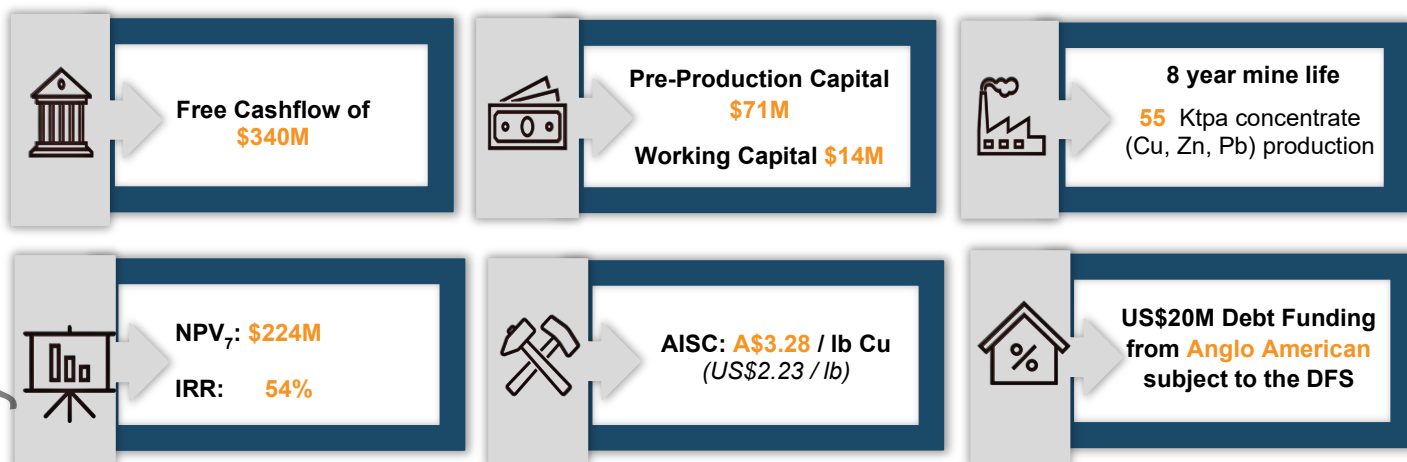 Free Cashflow of
$340M
Pre-Production Capital
$71M
Working Capital $14M
8 year mine life
55 Ktpa concentrate
(Cu, Zn, Pb) production
NPV₇: $224M
IRR: 54%
AISC: A$3.28 / lb Cu
(US$2.23 / lb)
%
US$20M Debt Funding
from Anglo American
subject to the DFS